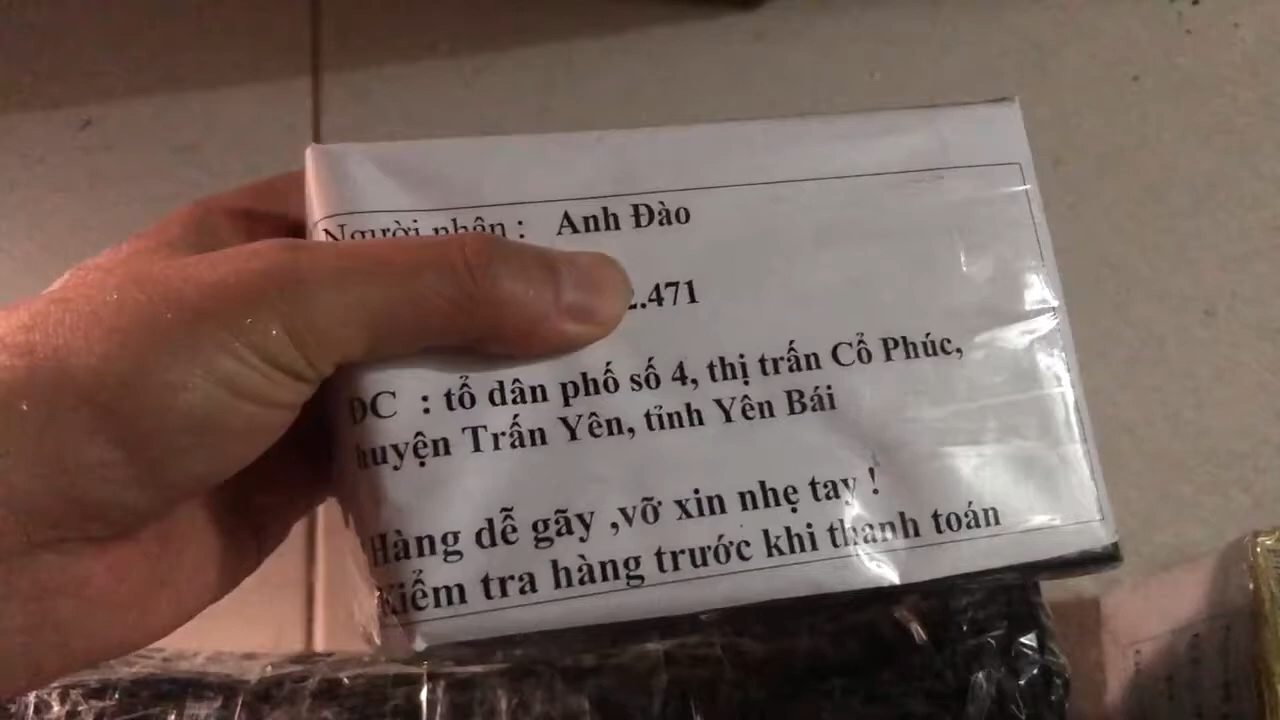 Người nhận : Anh Đào
.471
ĐC : tổ dân phố số 4, thị trấn Cổ Phúc,
huyện Trấn Yên, tỉnh Yên Bái
Hàng dễ gãy ,vỡ xin nhẹ tay !
Kiểm tra hàng trước khi thanh toán